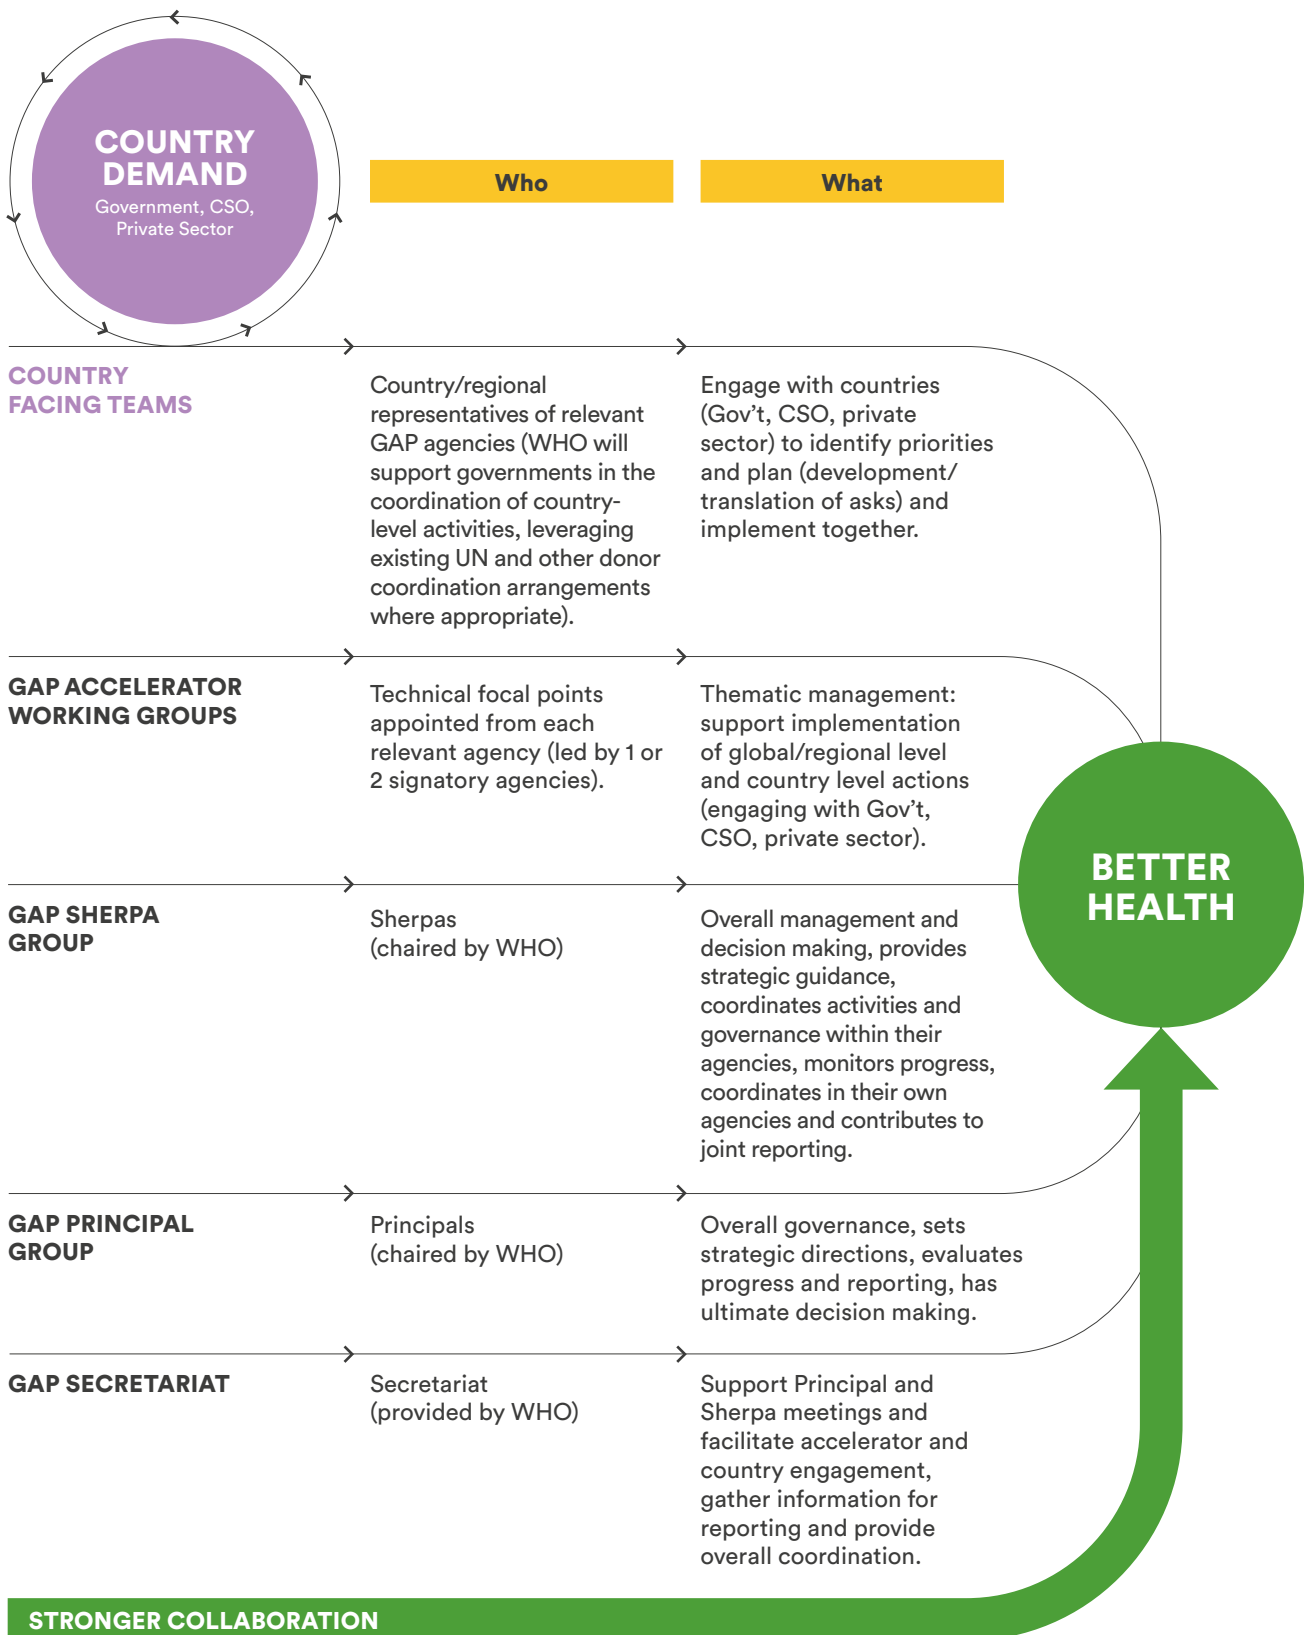 COUNTRY
DEMAND
Government, CSO,
Private Sector
Who
What
COUNTRY
FACING TEAMS
Country/regional
representatives of relevant
GAP agencies (WHO will
support governments in the
coordination of country-
level activities, leveraging
existing UN and other donor
coordination arrangements
where appropriate).
Engage with countries
(Gov’t, CSO, private
sector) to identify priorities
and plan (development/
translation of asks) and
implement together.
GAP ACCELERATOR
WORKING GROUPS
Technical focal points
appointed from each
relevant agency (led by 1 or
2 signatory agencies).
Thematic management:
support implementation
of global/regional level
and country level actions
(engaging with Gov’t,
CSO, private sector).
BETTER
HEALTH
GAP SHERPA
GROUP
Sherpas
(chaired by WHO)
Overall management and
decision making, provides
strategic guidance,
coordinates activities and
governance within their
agencies, monitors progress,
coordinates in their own
agencies and contributes to
joint reporting.
GAP PRINCIPAL
GROUP
Principals
(chaired by WHO)
Overall governance, sets
strategic directions, evaluates
progress and reporting, has
ultimate decision making.
GAP SECRETARIAT
Secretariat
(provided by WHO)
Support Principal and
Sherpa meetings and
facilitate accelerator and
country engagement,
gather information for
reporting and provide
overall coordination.
STRONGER COLLABORATION